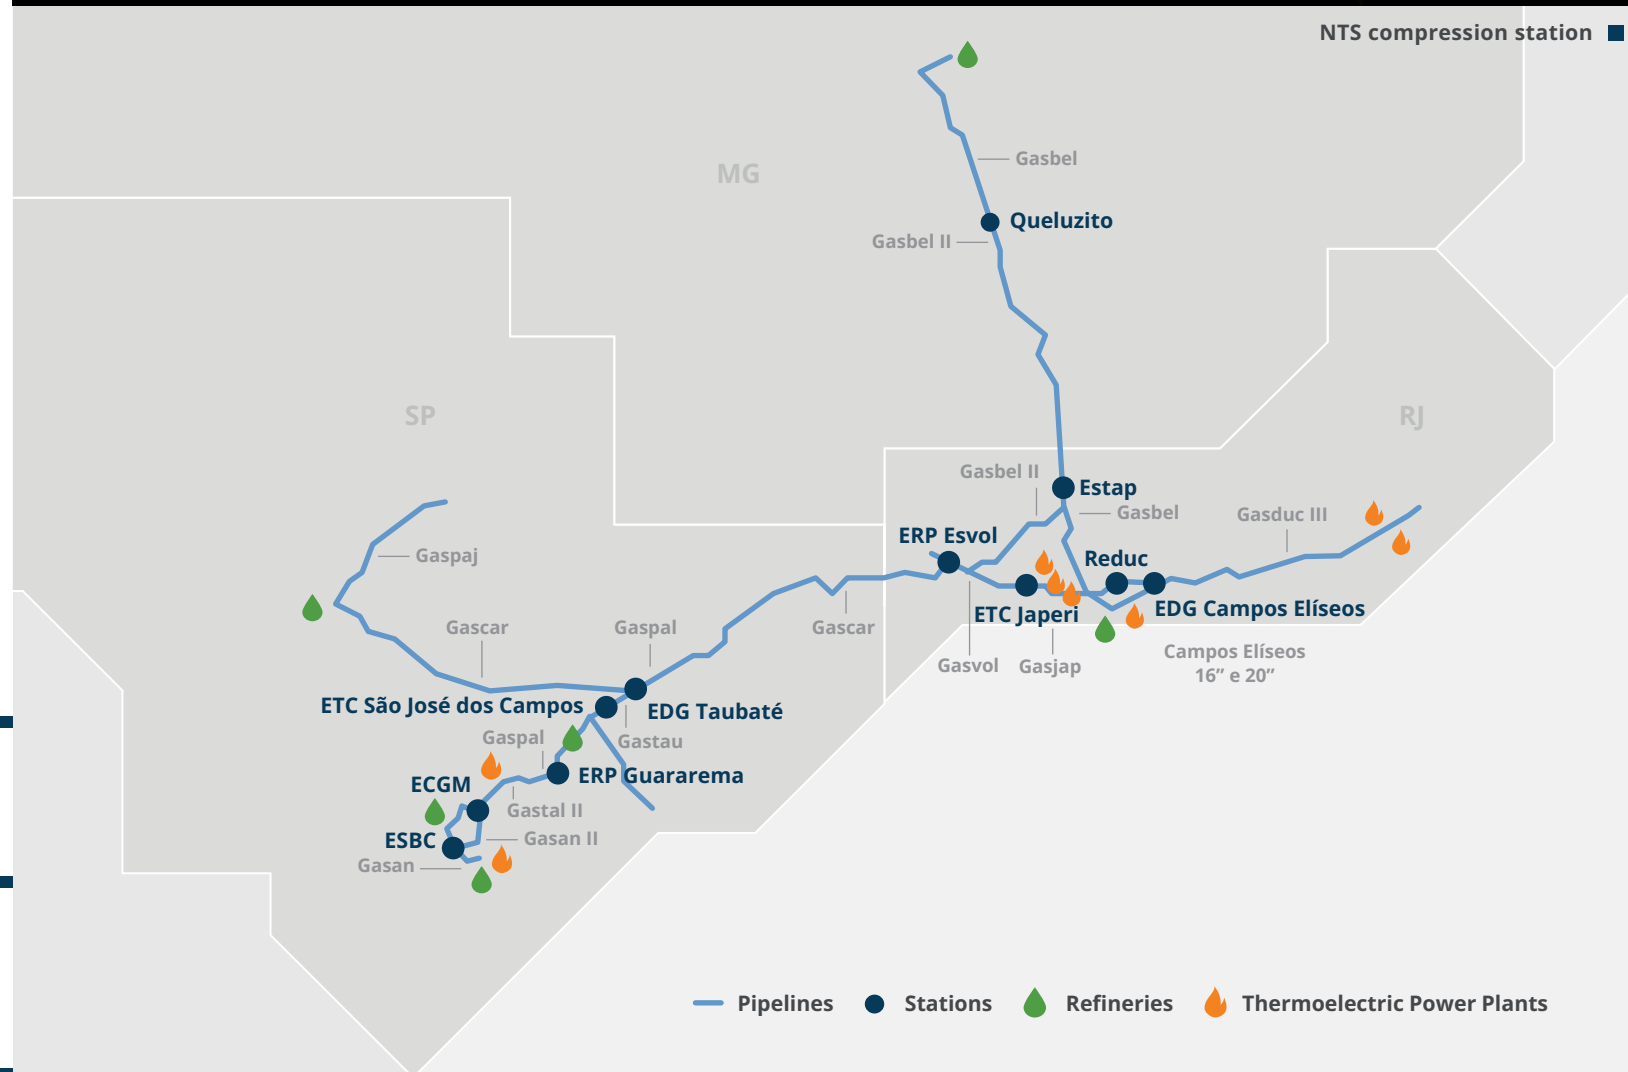 NTS compression station
Gasbel
MG
Queluzito
Gasbel II
SP
RJ
Gasbel II
Estap
Gasbel
Gasduc III
ERP Esvol
Reduc
Gaspaj
ETC Japeri
EDG Campos Elíseos
Gascar
Gaspal
Gascar
Gasvol
Gasjap
Campos Elíseos
16” e 20”
ETC São José dos Campos
EDG Taubaté
Gaspal
Gastau
ERP Guararema
ECGM
Gastal II
ESBC
Gasan II
Gasan
Pipelines
Stations
Refineries
Thermoelectric Power Plants